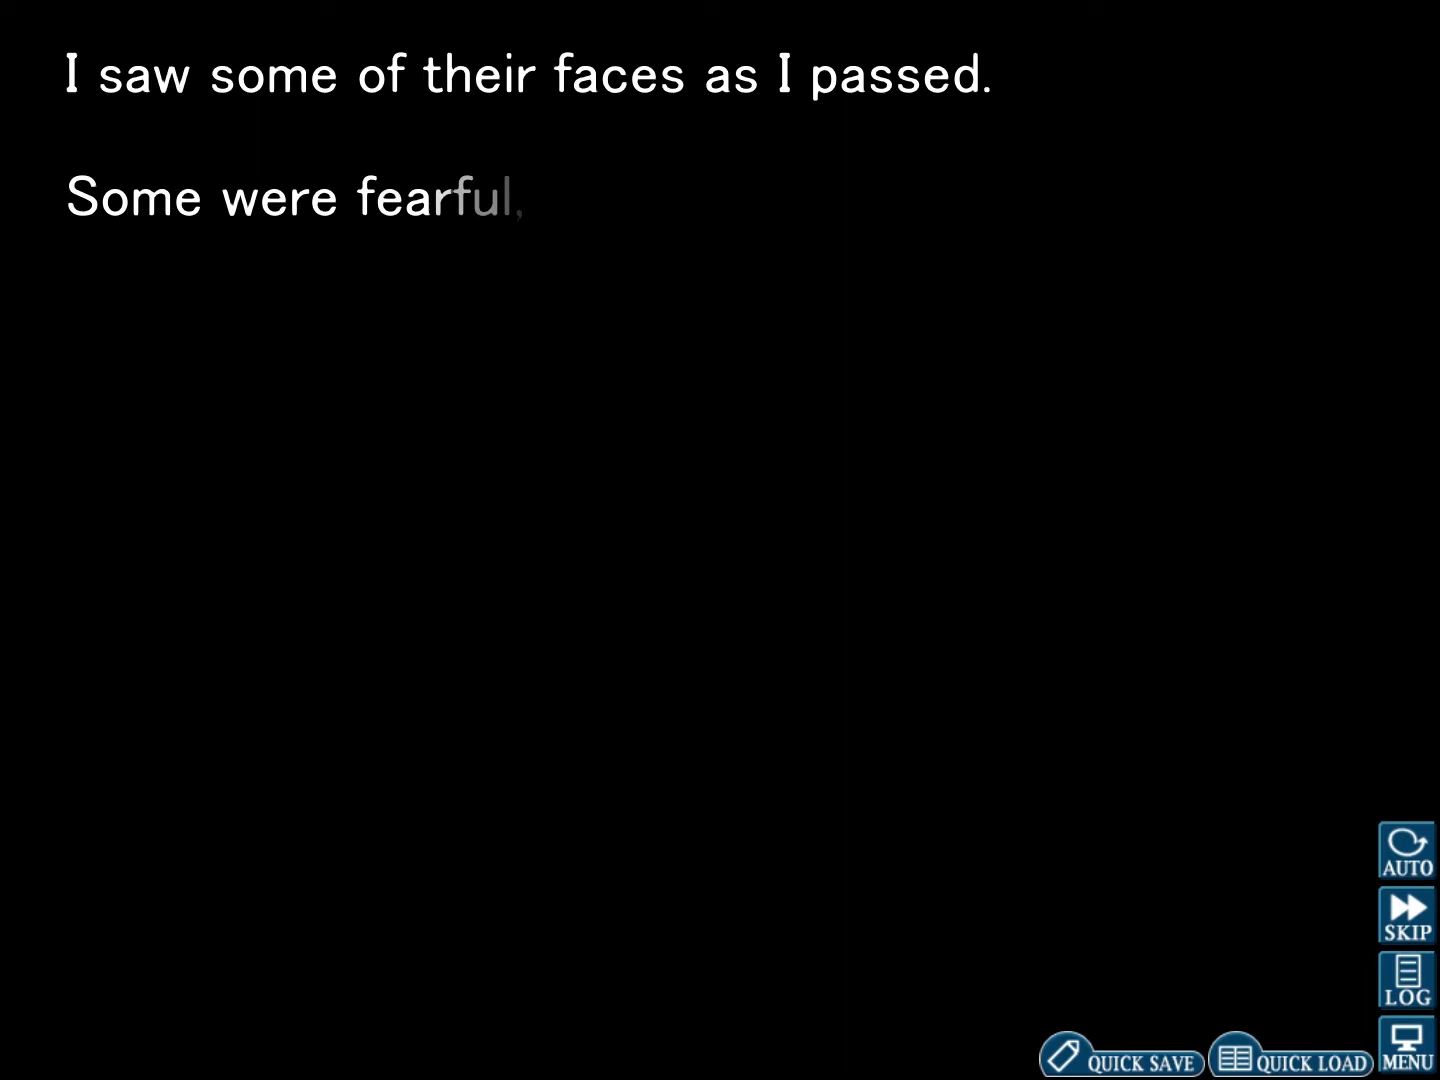 I saw some of their faces as I passed.
Some were fearful,
AUTO
SKIP
LOG
MENU
QUICK SAVE
QUICK LOAD